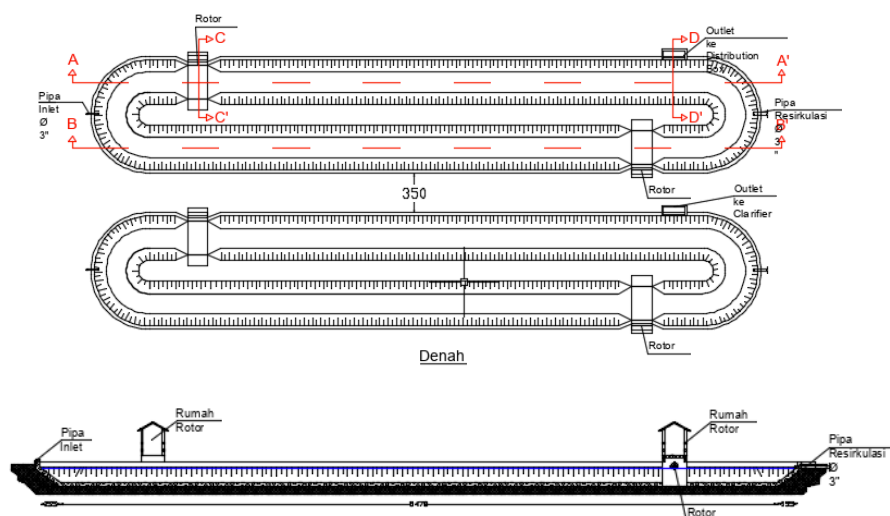 Rotor
C
D
Outlet
ke
Distribution
A
A'
Pipa
Inlet
Ø
3"
C'
D'
Pipa
Resirkulasi
Ø
3
"
B
Rotor
350
Outlet
ke
Clarifier
Rotor
Denah
Pipa
Inlet
Rumah
Rotor
Rumah
Rotor
Pipa
Resirkulasi
Ø
3"
Rotor